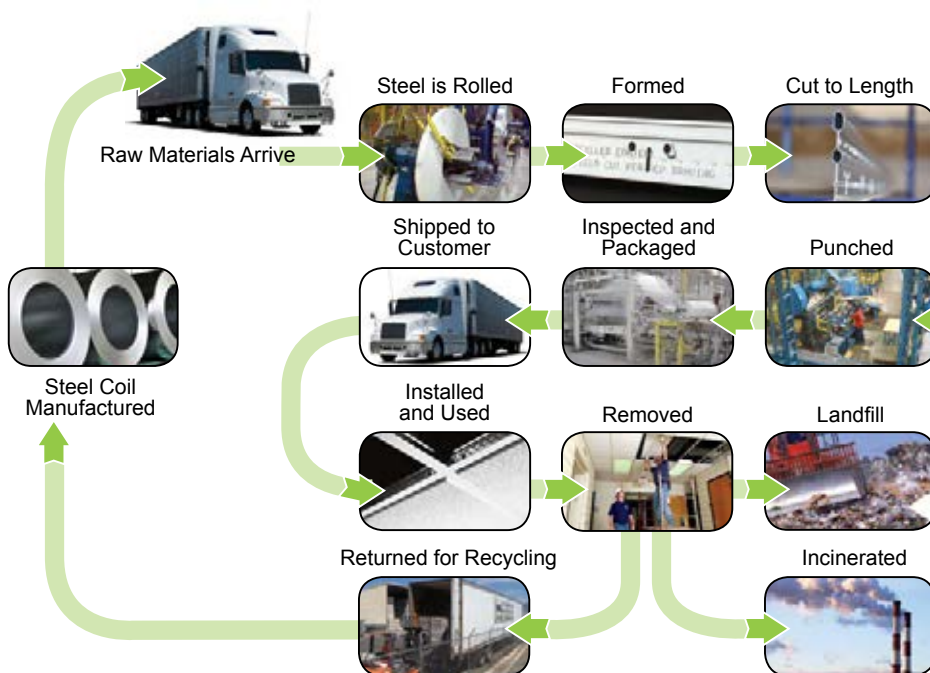 Raw Materials Arrive
Steel is Rolled
Formed
Cut to Length
Shipped to
Customer
Inspected and
Packaged
Punched
Steel Coil
Manufactured
Installed
and Used
Removed
Landfill
Returned for Recycling
Incinerated